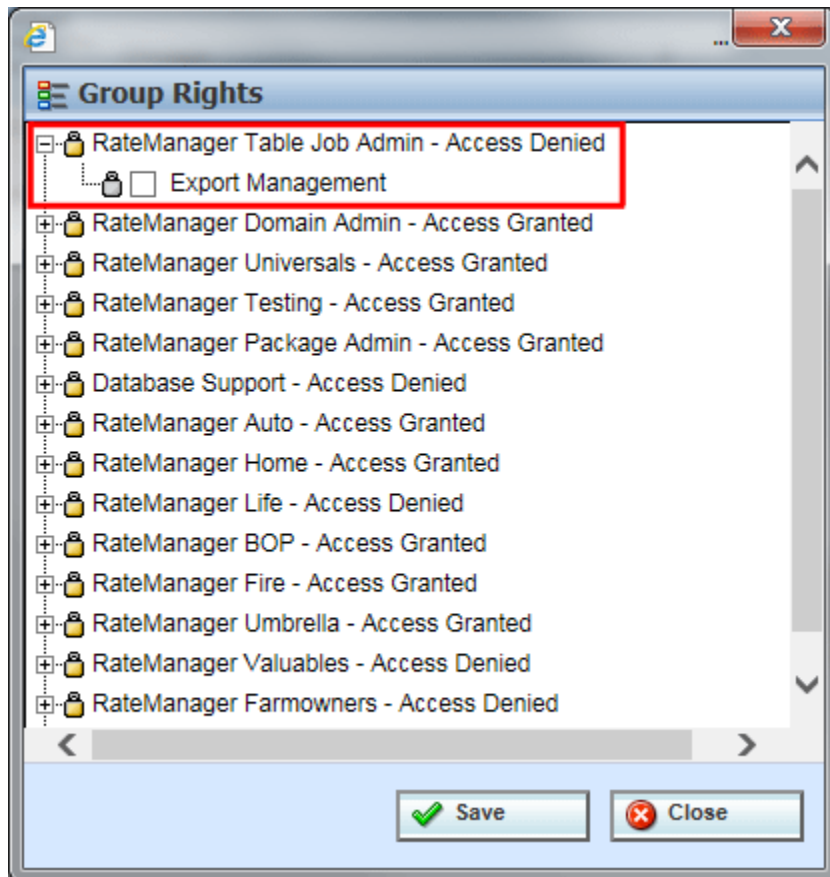 ...
Group Rights
RateManager Table Job Admin - Access Denied
Export Management
RateManager Domain Admin - Access Granted
RateManager Universals - Access Granted
RateManager Testing - Access Granted
RateManager Package Admin - Access Granted
Database Support - Access Denied
RateManager Auto - Access Granted
RateManager Home - Access Granted
RateManager Life - Access Denied
RateManager BOP - Access Granted
RateManager Fire - Access Granted
RateManager Umbrella - Access Granted
RateManager Valuables - Access Denied
RateManager Farmowners - Access Denied
Save Close